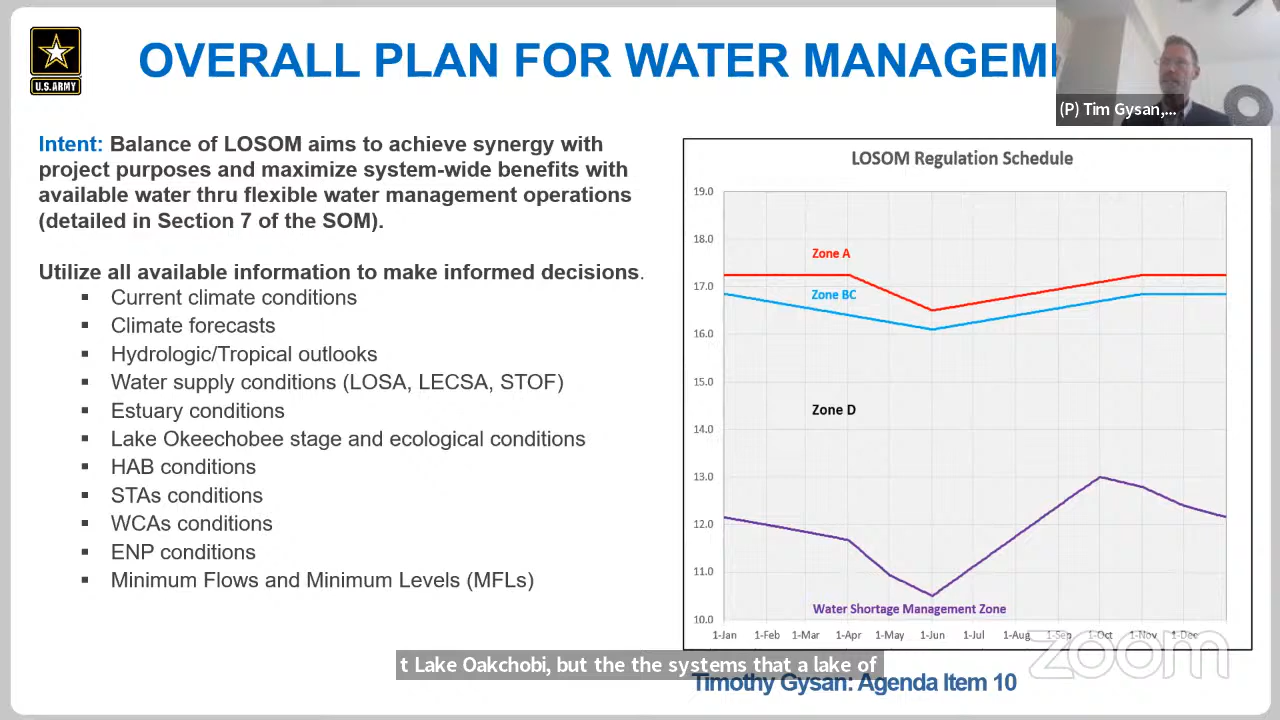 OVERALL PLAN FOR WATER MANAGEM
U.S.ARMY
(P) Tim Gysan,...
Intent: Balance of LOSOM aims to achieve synergy with
project purposes and maximize system-wide benefits with
available water thru flexible water management operations
(detailed in Section 7 of the SOM).
Utilize all available information to make informed decisions.
▪ Current climate conditions
▪ Climate forecasts
▪ Hydrologic/Tropical outlooks
▪ Water supply conditions (LOSA, LECSA, STOF)
▪ Estuary conditions
▪ Lake Okeechobee stage and ecological conditions
▪ HAB conditions
▪ STAs conditions
▪ WCAs conditions
▪ ENP conditions
▪ Minimum Flows and Minimum Levels (MFLs)
LOSOM Regulation Schedule
19.0
18.0
Zone A
17.0
Zone BC
16.0
15.0
Zone D
14.0
13.0
12.0
11.0
Water Shortage Management Zone
10.0
1-Jan 1-Feb 1-Mar 1-Apr 1-May 1-Jun 1-Jul 1-Aug 1-Sep 1-Oct 1-Nov 1-Dec
zoom
t Lake Oakchobi, but the the systems that a lake of
Timothy Gysan: Agenda Item 10